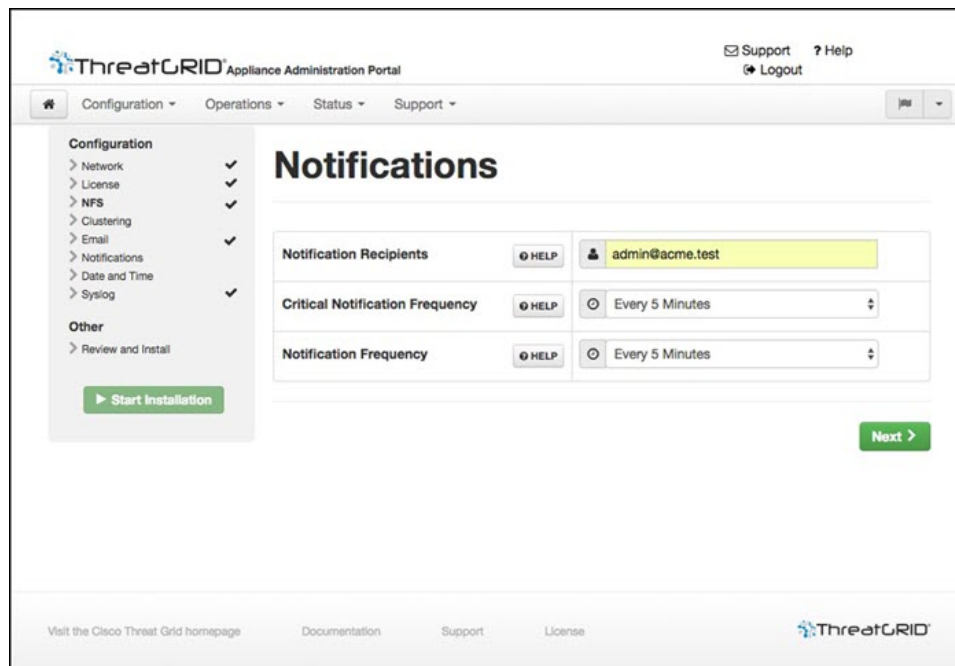 ThreatGRID Appliance Administration Portal
Support ? Help
Logout
Configuration Operations Status Support
Configuration
Network
License
NFS
Clustering
Email
Notifications
Date and Time
Syslog
Other
Review and Install
Start Installation
Notifications
Notification Recipients HELP admin@acme.test
Critical Notification Frequency HELP Every 5 Minutes
Notification Frequency HELP Every 5 Minutes
Next
Visit the Cisco Threat Grid homepage Documentation Support License ThreatGRID